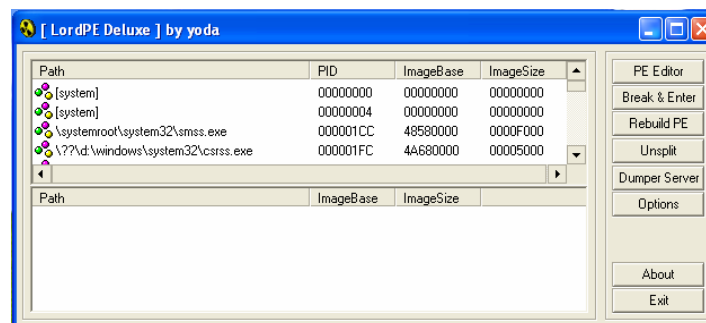 [ LordPE Deluxe ] by yoda
Path PID ImageBase ImageSize
[system] 00000000 00000000 00000000
[system] 00000004 00000000 00000000
\systemroot\system32\smss.exe 000001CC 48580000 0000F000
\??\d:\windows\system32\csrss.exe 000001FC 4A680000 00005000
Path ImageBase ImageSize
PE Editor
Break & Enter
Rebuild PE
Unsplit
Dumper Server
Options
About
Exit